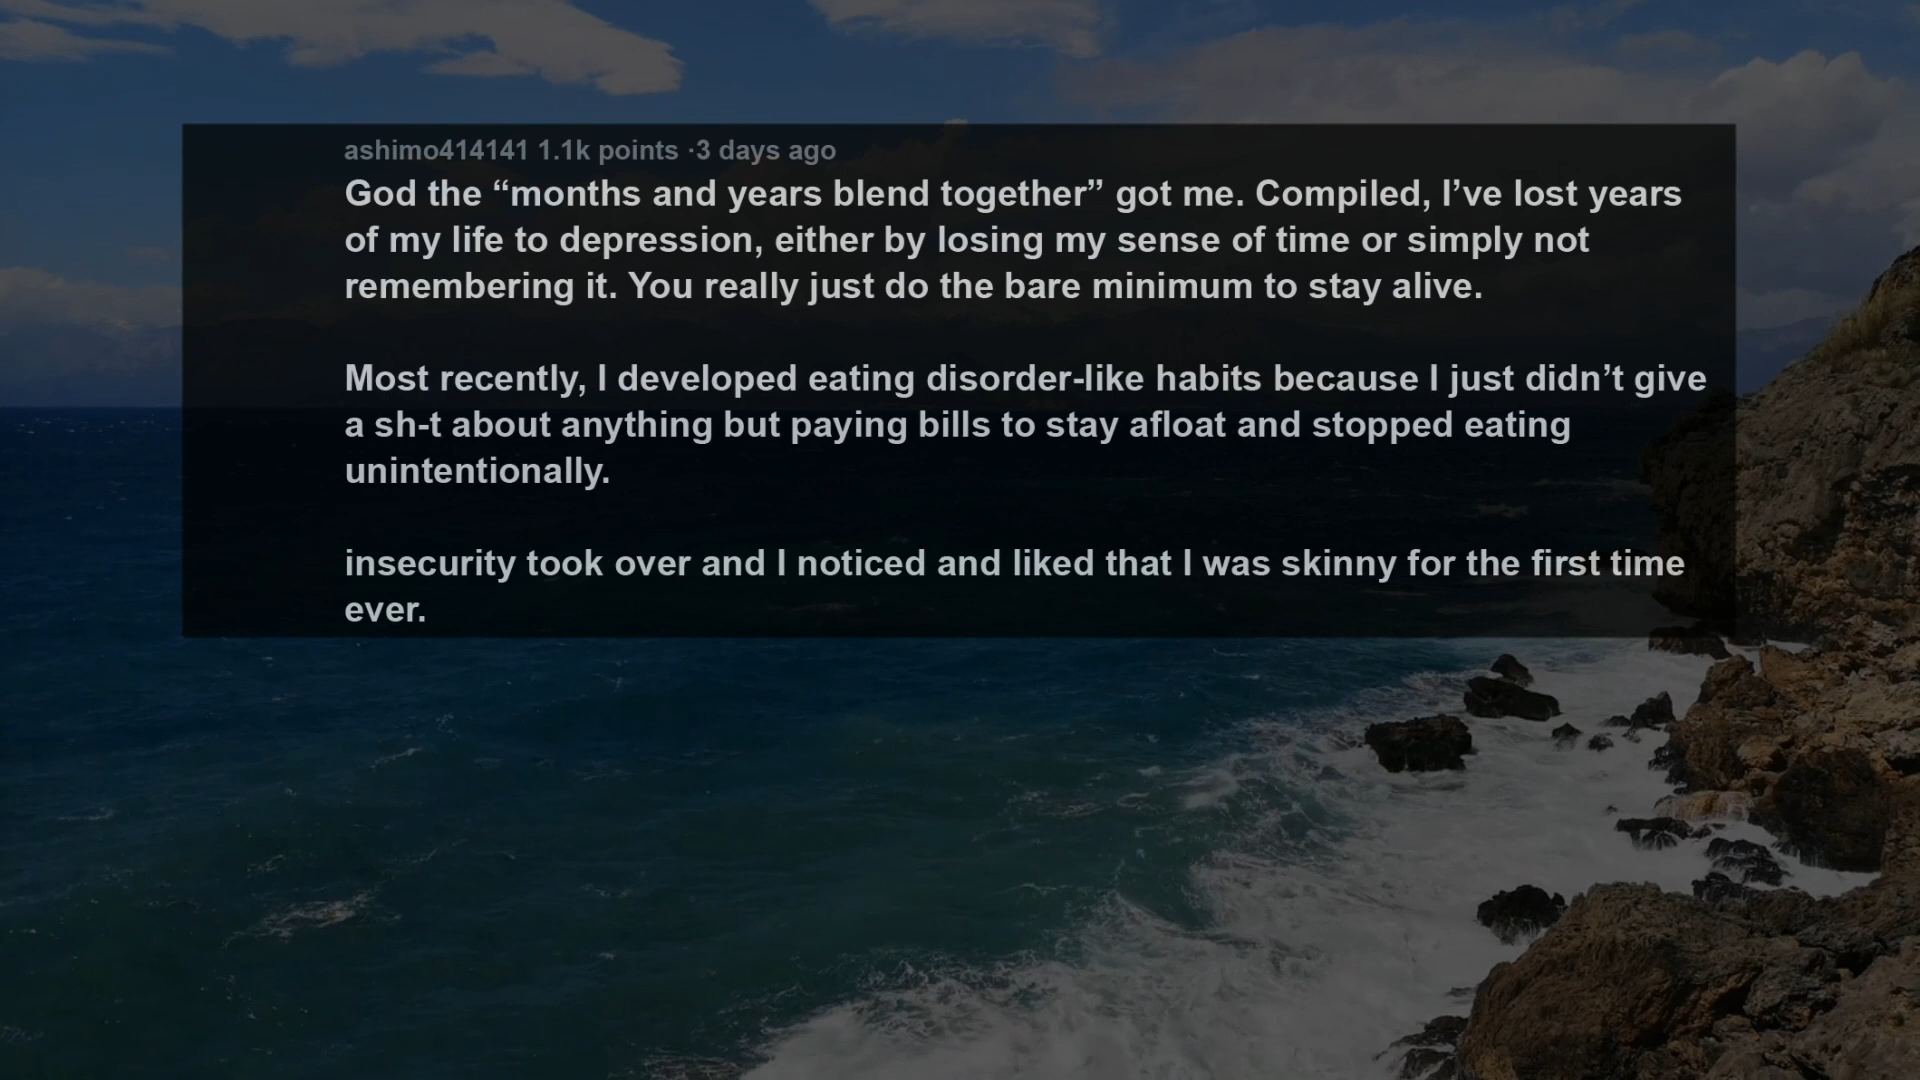 ashimo414141 1.1k points ·3 days ago
God the “months and years blend together” got me. Compiled, I’ve lost years
of my life to depression, either by losing my sense of time or simply not
remembering it. You really just do the bare minimum to stay alive.
Most recently, I developed eating disorder-like habits because I just didn’t give
a sh-t about anything but paying bills to stay afloat and stopped eating
unintentionally.
insecurity took over and I noticed and liked that I was skinny for the first time
ever.